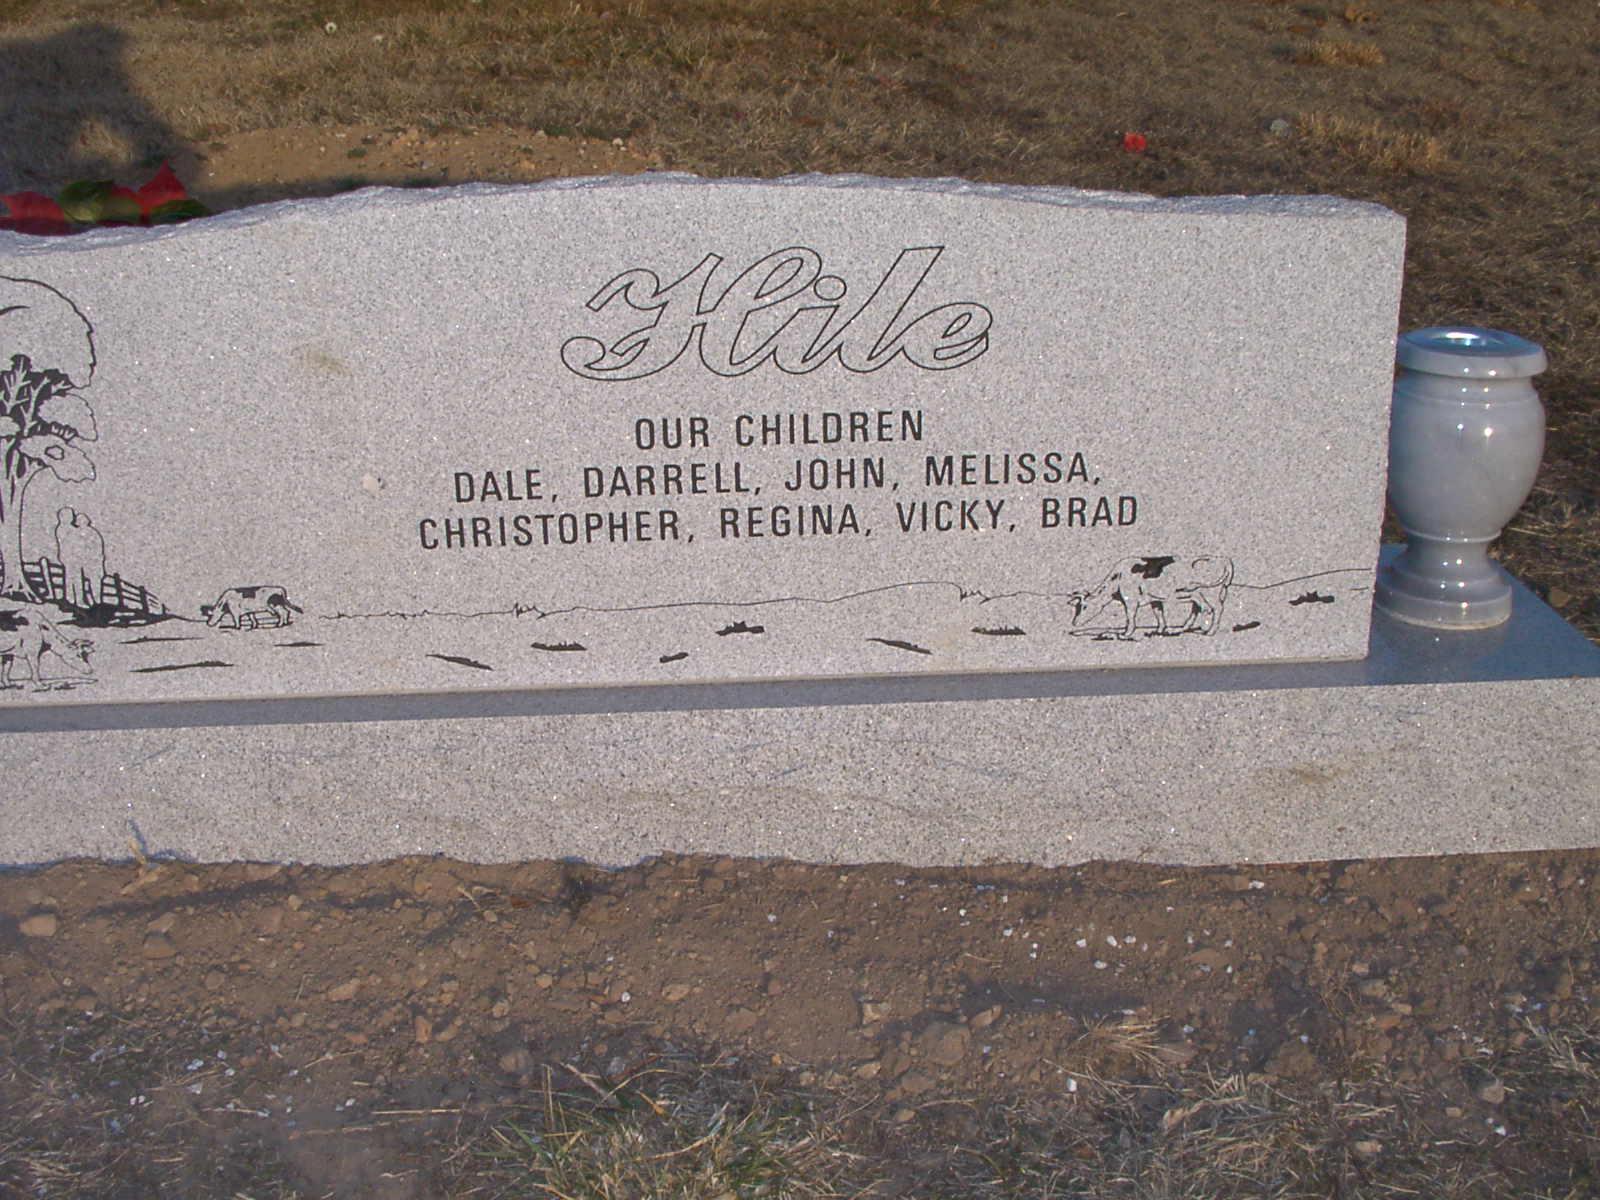 Hile
OUR CHILDREN
DALE, DARRELL, JOHN, MELISSA,
CHRISTOPHER, REGINA, VICKY, BRAD